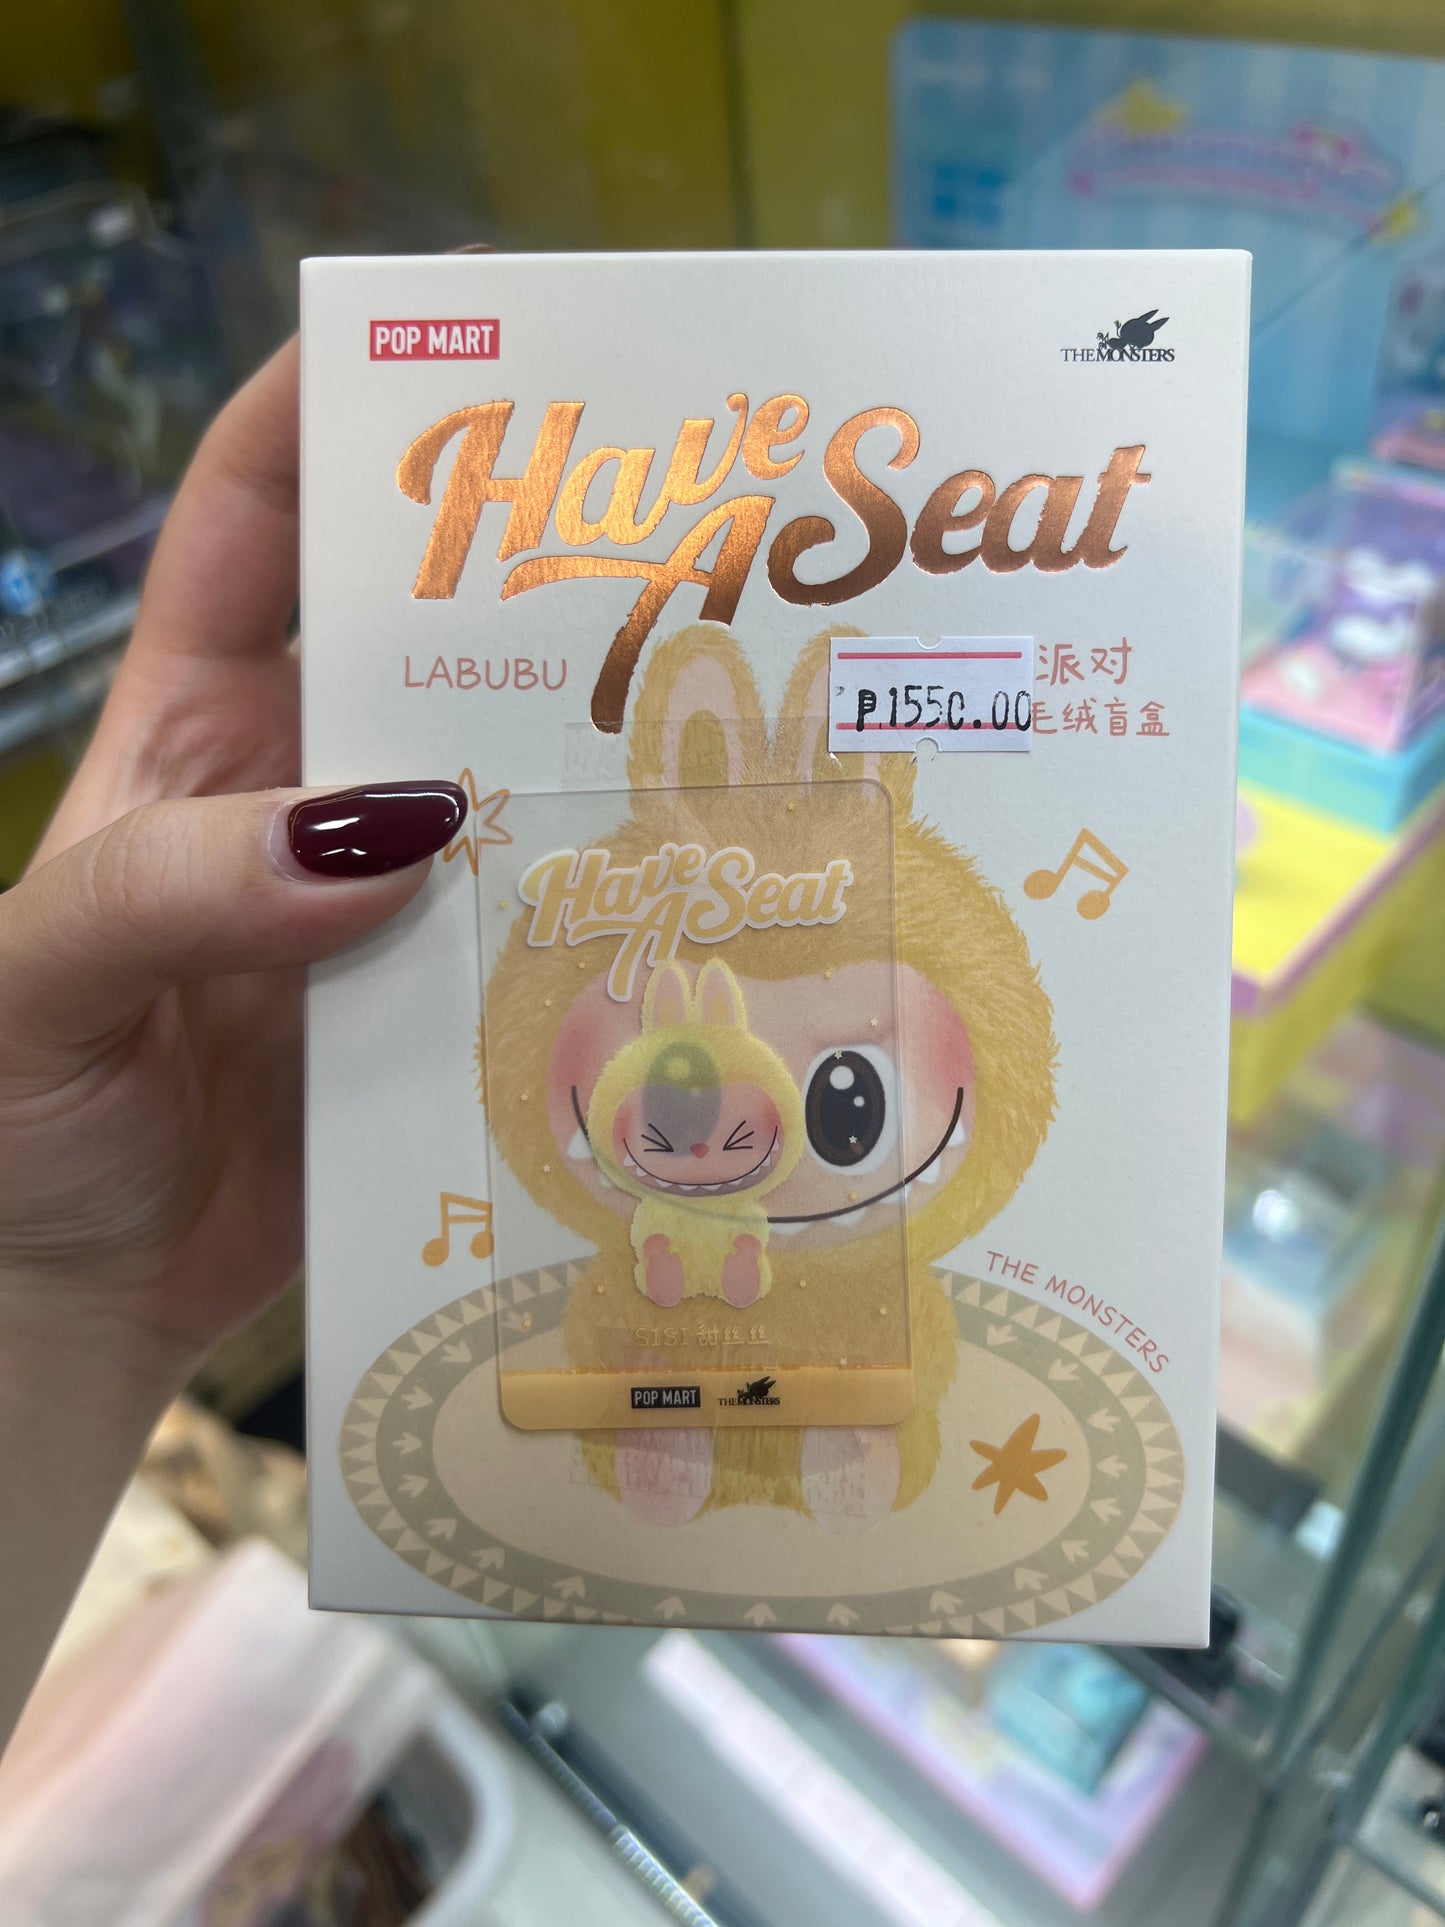 POP MART
THE MONSTERS
Have A Seat
LABUBU
派对
₱1550.00
毛绒盲盒
Have A Seat
THE MONSTERS
SISI 甜丝丝
POP MART
THE MONSTERS